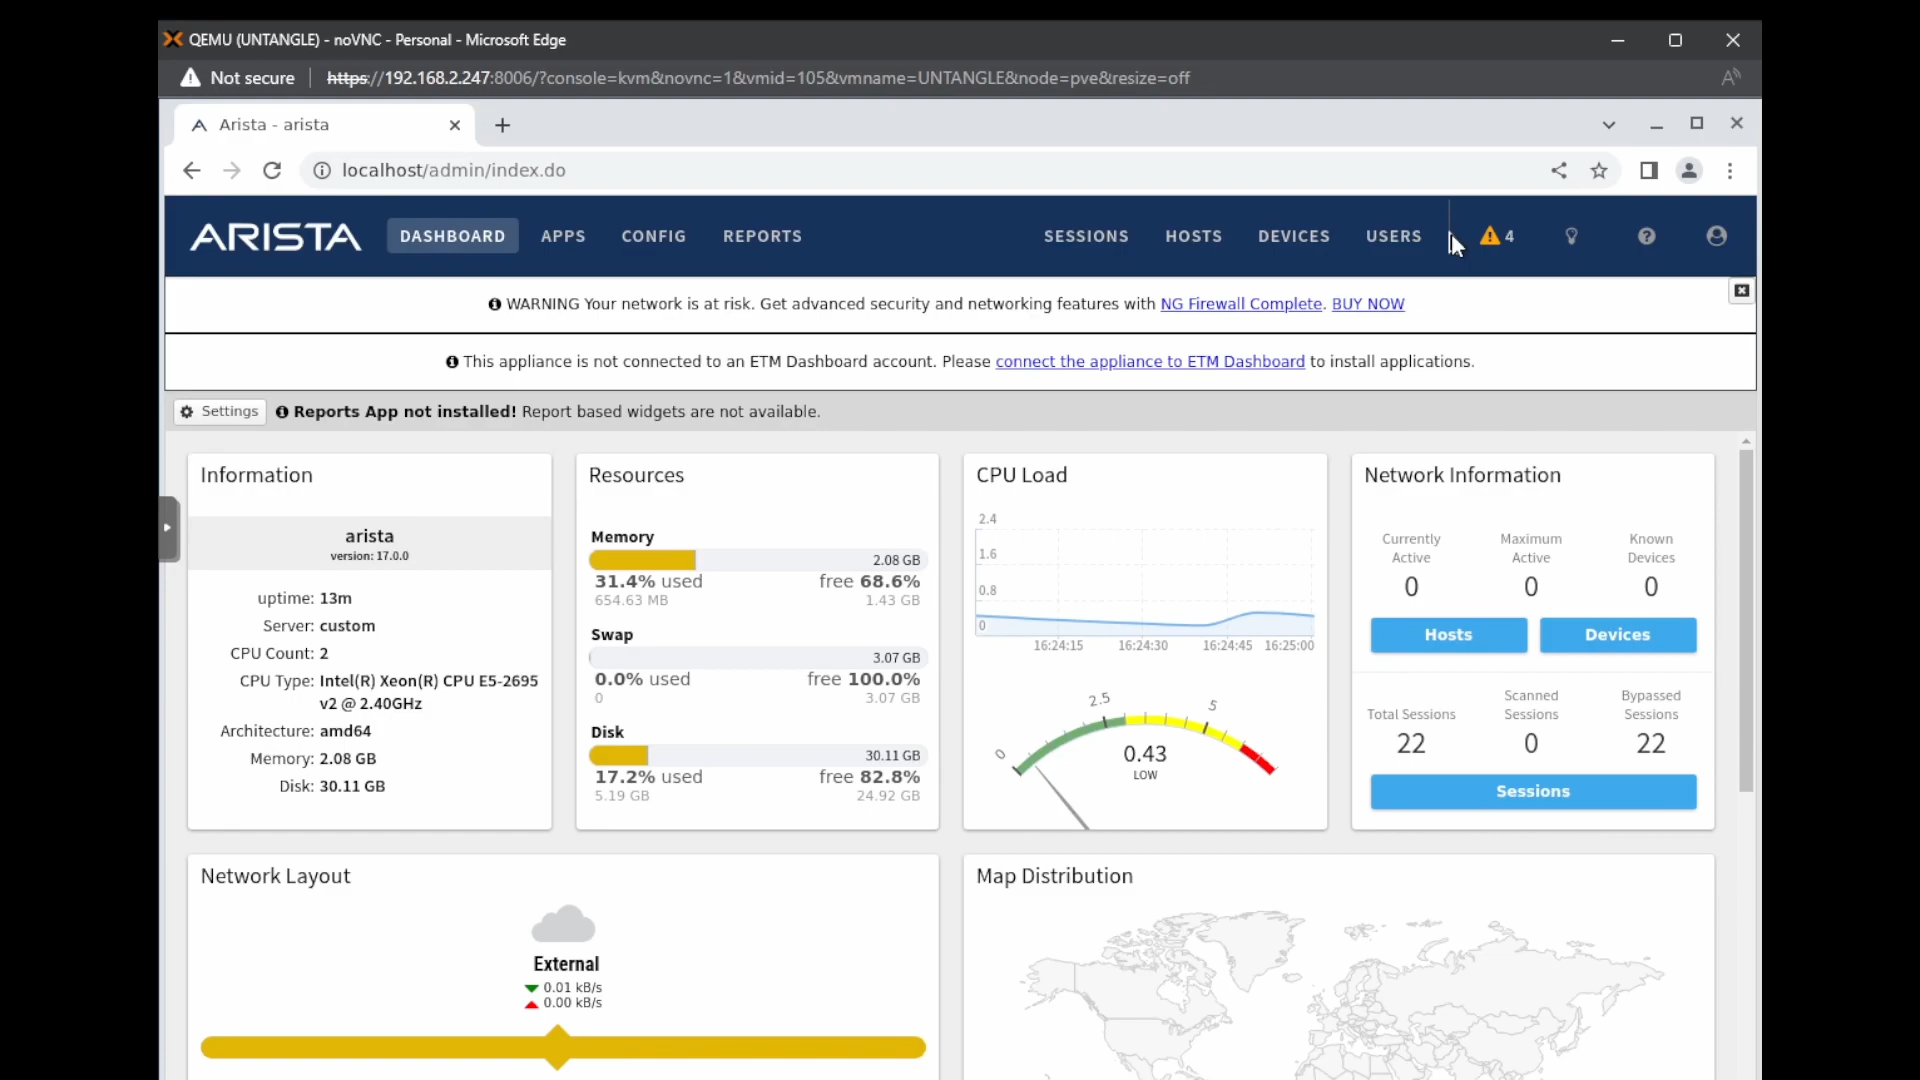 QEMU (UNTANGLE) - noVNC - Personal - Microsoft Edge
Not secure https://192.168.2.247:8006/?console=kvm&novnc=1&vmid=105&vmname=UNTANGLE&node=pve&resize=off
Arista - arista
localhost/admin/index.do
ARISTA DASHBOARD APPS CONFIG REPORTS SESSIONS HOSTS DEVICES USERS 4
WARNING Your network is at risk. Get advanced security and networking features with NG Firewall Complete. BUY NOW
This appliance is not connected to an ETM Dashboard account. Please connect the appliance to ETM Dashboard to install applications.
Settings Reports App not installed! Report based widgets are not available.
Information
arista
version: 17.0.0
uptime: 13m
Server: custom
CPU Count: 2
CPU Type: Intel(R) Xeon(R) CPU E5-2695
v2 @ 2.40GHz
Architecture: amd64
Memory: 2.08 GB
Disk: 30.11 GB
Resources
Memory
2.08 GB
31.4% used free 68.6%
654.63 MB 1.43 GB
Swap
3.07 GB
0.0% used free 100.0%
0 3.07 GB
Disk
30.11 GB
17.2% used free 82.8%
5.19 GB 24.92 GB
CPU Load
2.4
1.6
0.8
0
16:24:15 16:24:30 16:24:45 16:25:00
0 2.5 5
0.43
LOW
Network Information
Currently Active Maximum Active Known Devices
0 0 0
Hosts Devices
Total Sessions Scanned Sessions Bypassed Sessions
22 0 22
Sessions
Network Layout
External
0.01 kB/s
0.00 kB/s
Map Distribution